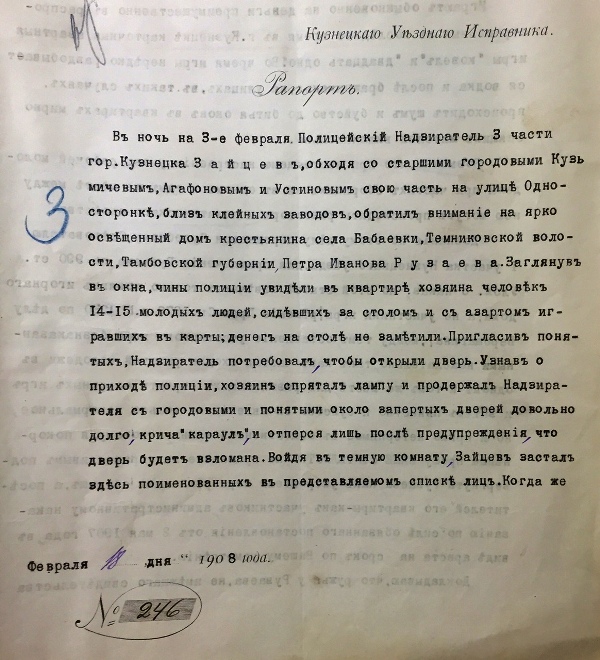 Кузнецкаго Уѣзднаго Исправника.
Рапортъ.
Въ ночь на 3-е февраля Полицейскій Надзиратель 3 части
гор.Кузнецка З а й ц е в ъ,обходя со старшими городовыми Кузь
мичевымъ,Агафоновымъ и Устиновымъ свою часть на улицѣ Одно-
3
сторонкѣ,близъ клейныхъ заводовъ,обратилъ вниманіе на ярко
освѣщенный домъ крестьянина села Бабаевки,Темниковской воло-
сти,Тамбовской губерніи,Петра Иванова Р у з а е в а.Заглянувъ
въ окна,чины полиціи увидѣли въ квартирѣ хозяина человѣкъ
14-15 молодыхъ людей,сидѣвшихъ за столомъ и съ азартомъ иг-
равшихъ въ карты;денегъ на столѣ не замѣтили.Пригласивъ поня-
тыхъ,Надзиратель потребовалъ,чтобы открыли дверь.Узнавъ о
приходѣ полиціи,хозяинъ спряталъ лампу и продержалъ Надзира-
теля съ городовыми и понятыми около запертыхъ дверей довольно
долго,крича"караулъ",и отперся лишь послѣ предупрежденія,что
дверь будетъ взломана.Войдя въ темную комнату,Зайцевъ засталъ
здѣсь поименованныхъ въ представляемомъ спискѣ лицъ.Когда же
Февраля 18 дня " 1908 года.
№ 246